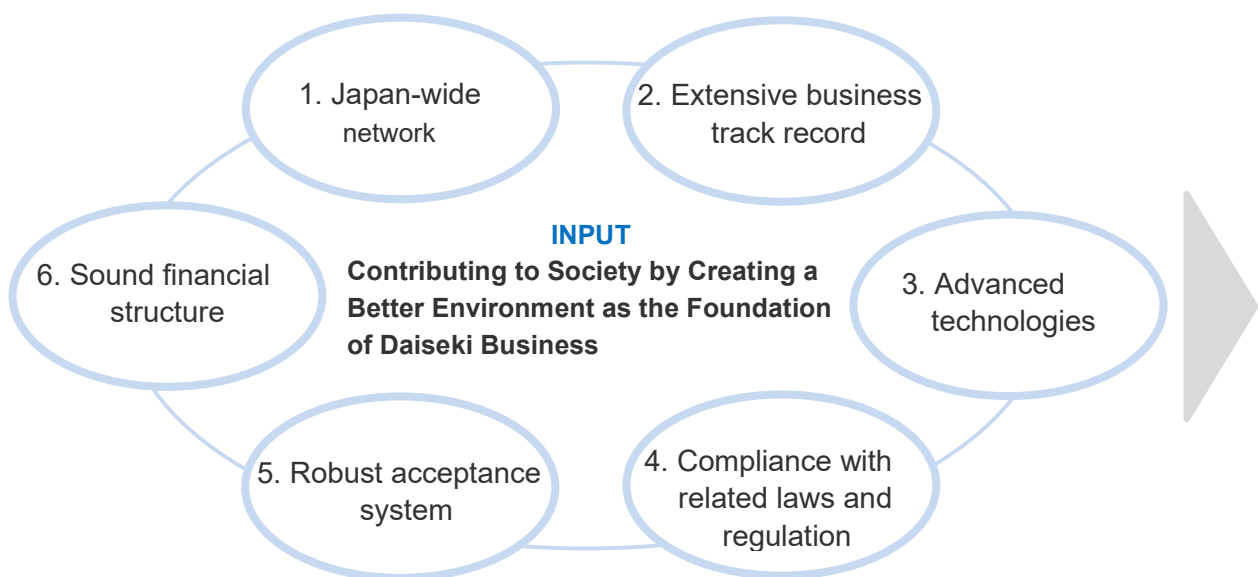 1. Japan-wide
network
2. Extensive business
track record
INPUT
Contributing to Society by Creating a
Better Environment as the Foundation
of Daiseki Business
3. Advanced
technologies
4. Compliance with
related laws and
regulation
5. Robust acceptance
system
6. Sound financial
structure